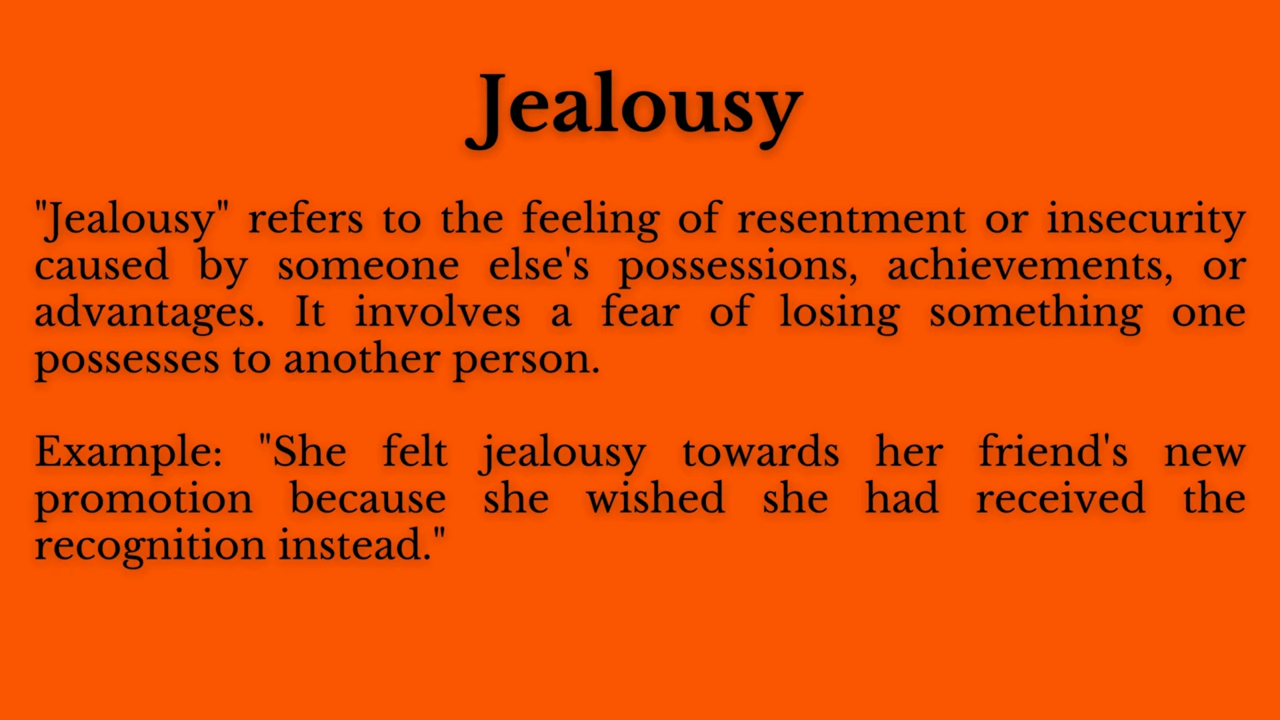 Jealousy
"Jealousy" refers to the feeling of resentment or insecurity
caused by someone else's possessions, achievements, or
advantages. It involves a fear of losing something one
possesses to another person.
Example: "She felt jealousy towards her friend's new
promotion because she wished she had received the
recognition instead."